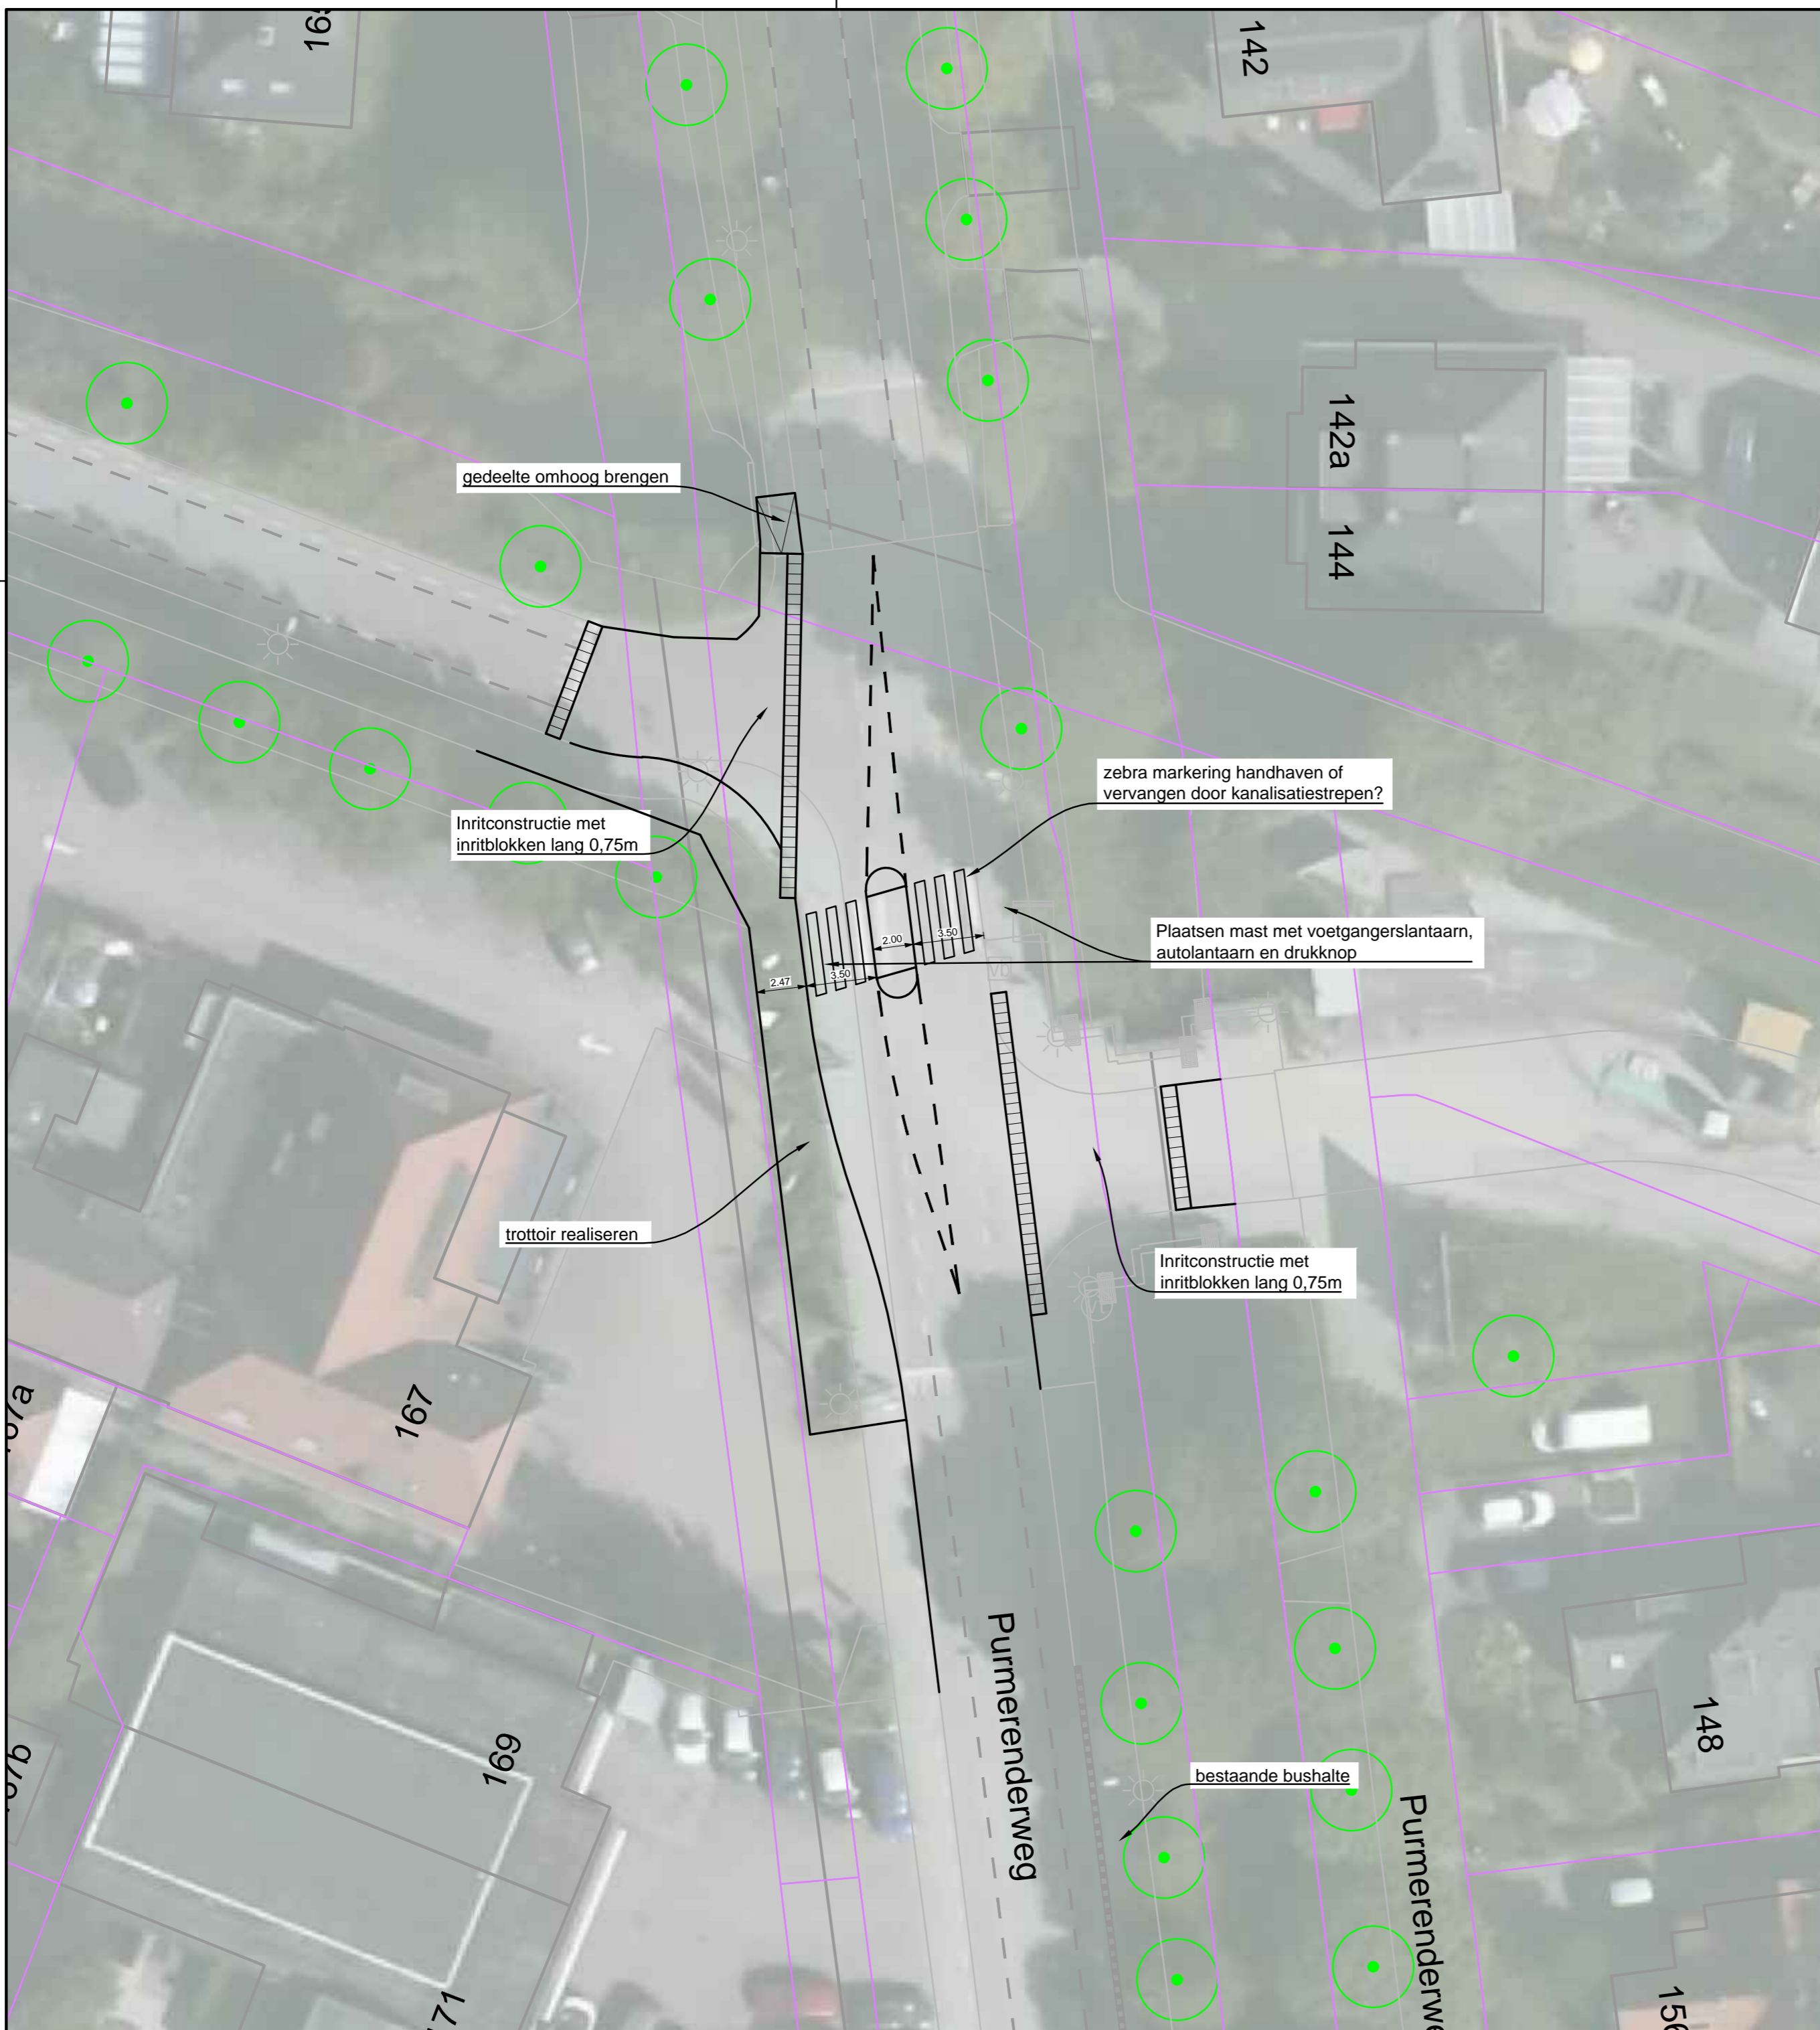 142
142a
144
gedeelte omhoog brengen
zebra markering handhaven of
vervangen door kanalisatiestrepen?
Inritconstructie met
inritblokken lang 0,75m
Plaatsen mast met voetgangerslantaarn,
autolantaarn en drukknop
2.00
3.50
3.50
2.47
trottoir realiseren
Inritconstructie met
inritblokken lang 0,75m
167
169
Purmerenderweg
148
bestaande bushalte